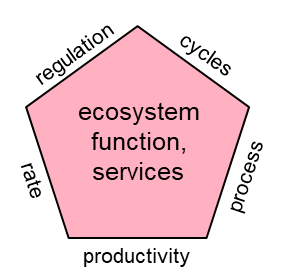 regulation
cycles
ecosystem
function,
services
rate
process
productivity